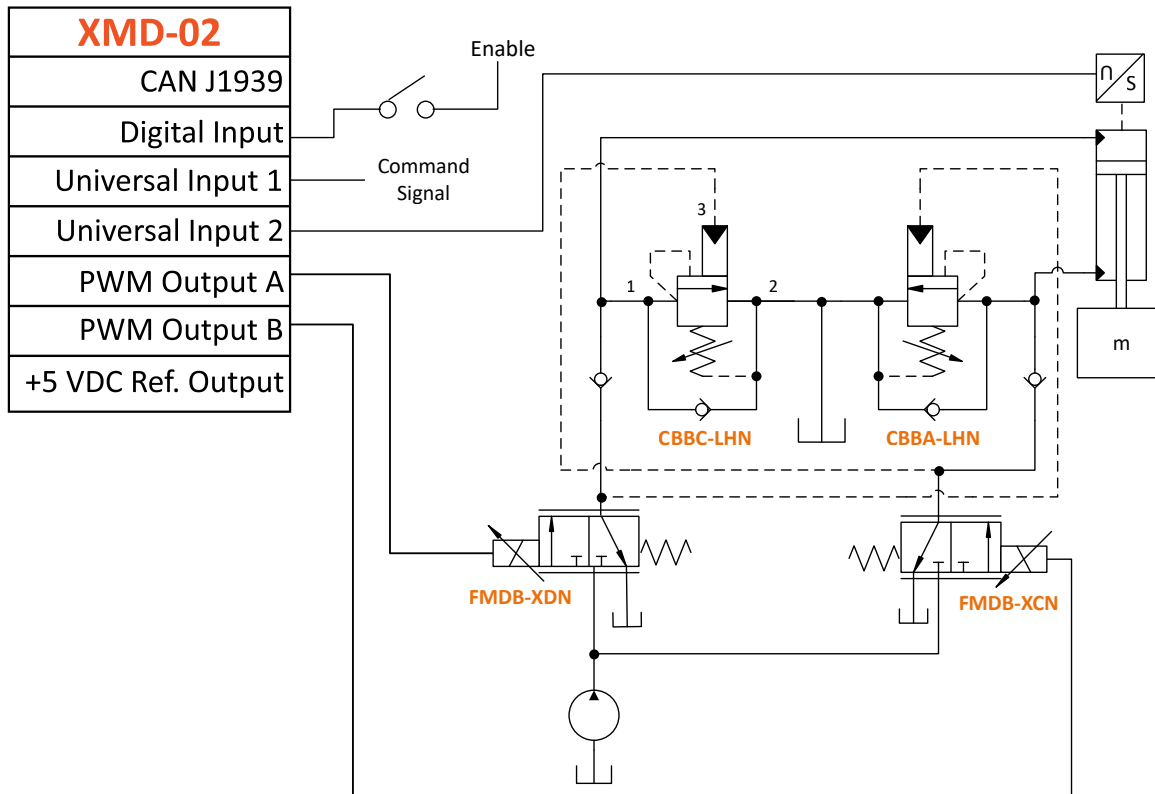 XMD-02
CAN J1939
Digital Input
Universal Input 1
Universal Input 2
PWM Output A
PWM Output B
+5 VDC Ref. Output
Enable
Command
Signal
U
S
3
1
2
m
CBBC-LHN
CBBA-LHN
FMDB-XDN
FMDB-XCN